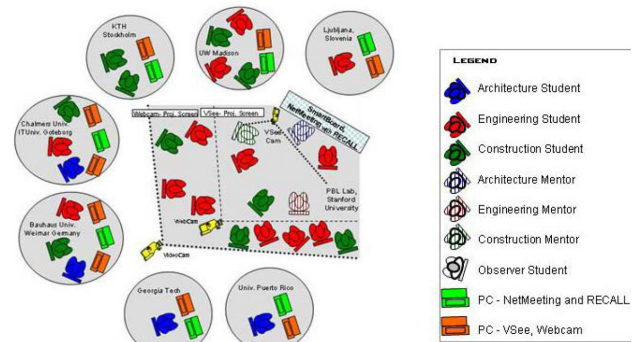 KTH
Stockholm
UW Madison
Ljubljana,
Slovenia
Chalmers Univ.
ITUniv. Goteborg
Webcam- Proj. Screen
VSee- Proj. Screen
SmartBoard,
NetMeeting with RECALL
VSee-
Cam
PBL Lab,
Stanford
University
Bauhaus Univ.
Weimar Germany
WebCam
VideoCam
Georgia Tech
Univ. Puerto Rico
LEGEND
Architecture Student
Engineering Student
Construction Student
Architecture Mentor
Engineering Mentor
Construction Mentor
Observer Student
PC - NetMeeting and RECALL
PC - VSee, Webcam